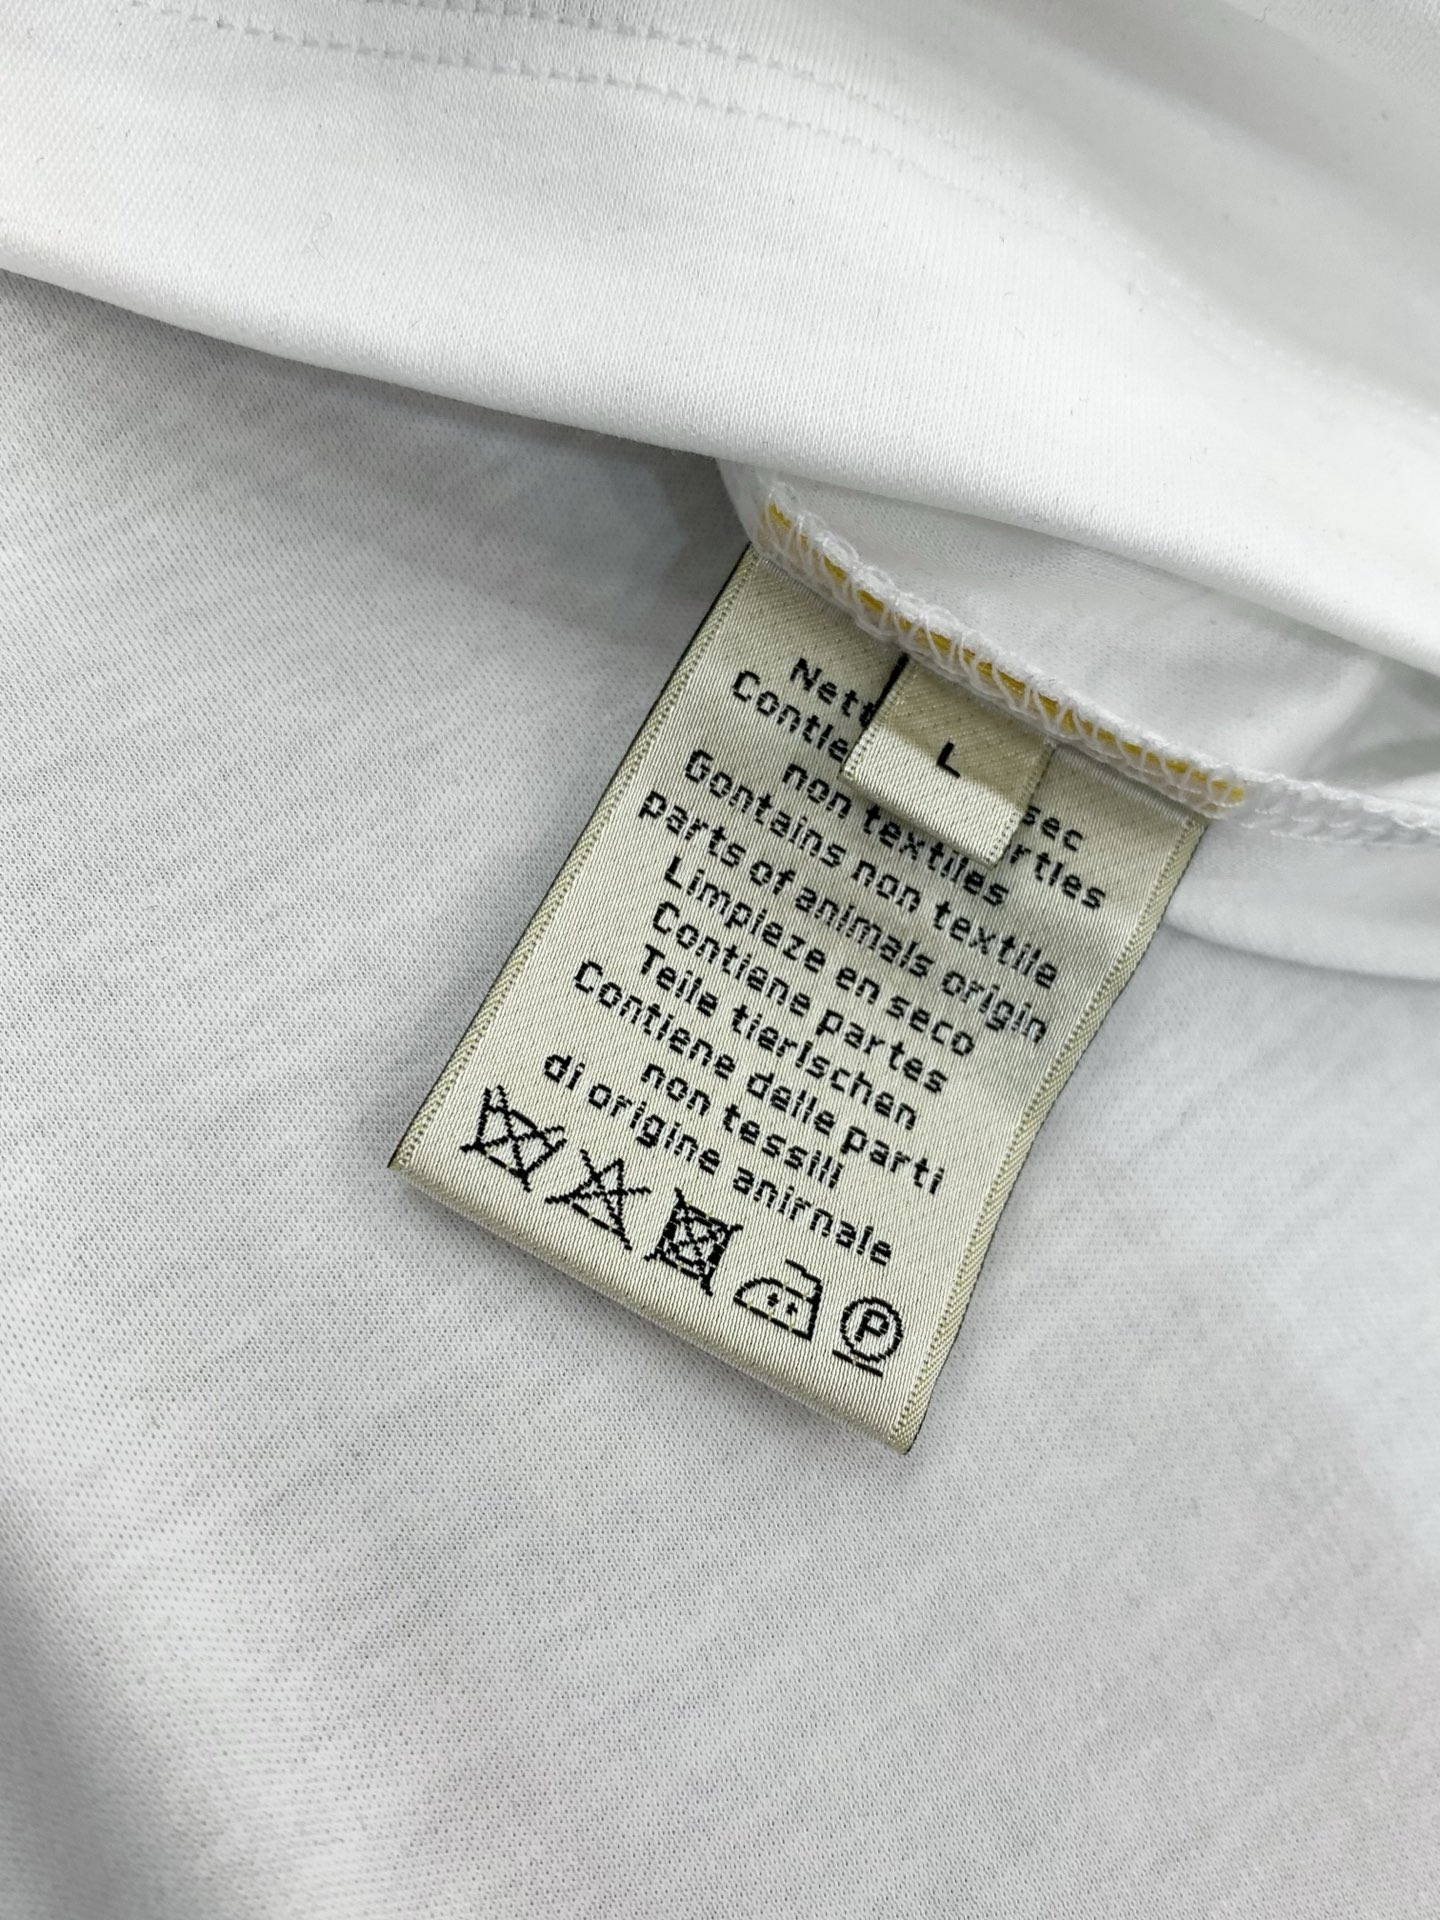 L
Nett sec
Contie rties
non textiles
Gontains non textile
parts of animals origin
Limpieze en seco
Contiene partes
Teile tierischen
Contiene delle parti
non tessili
di origine anirnale
P